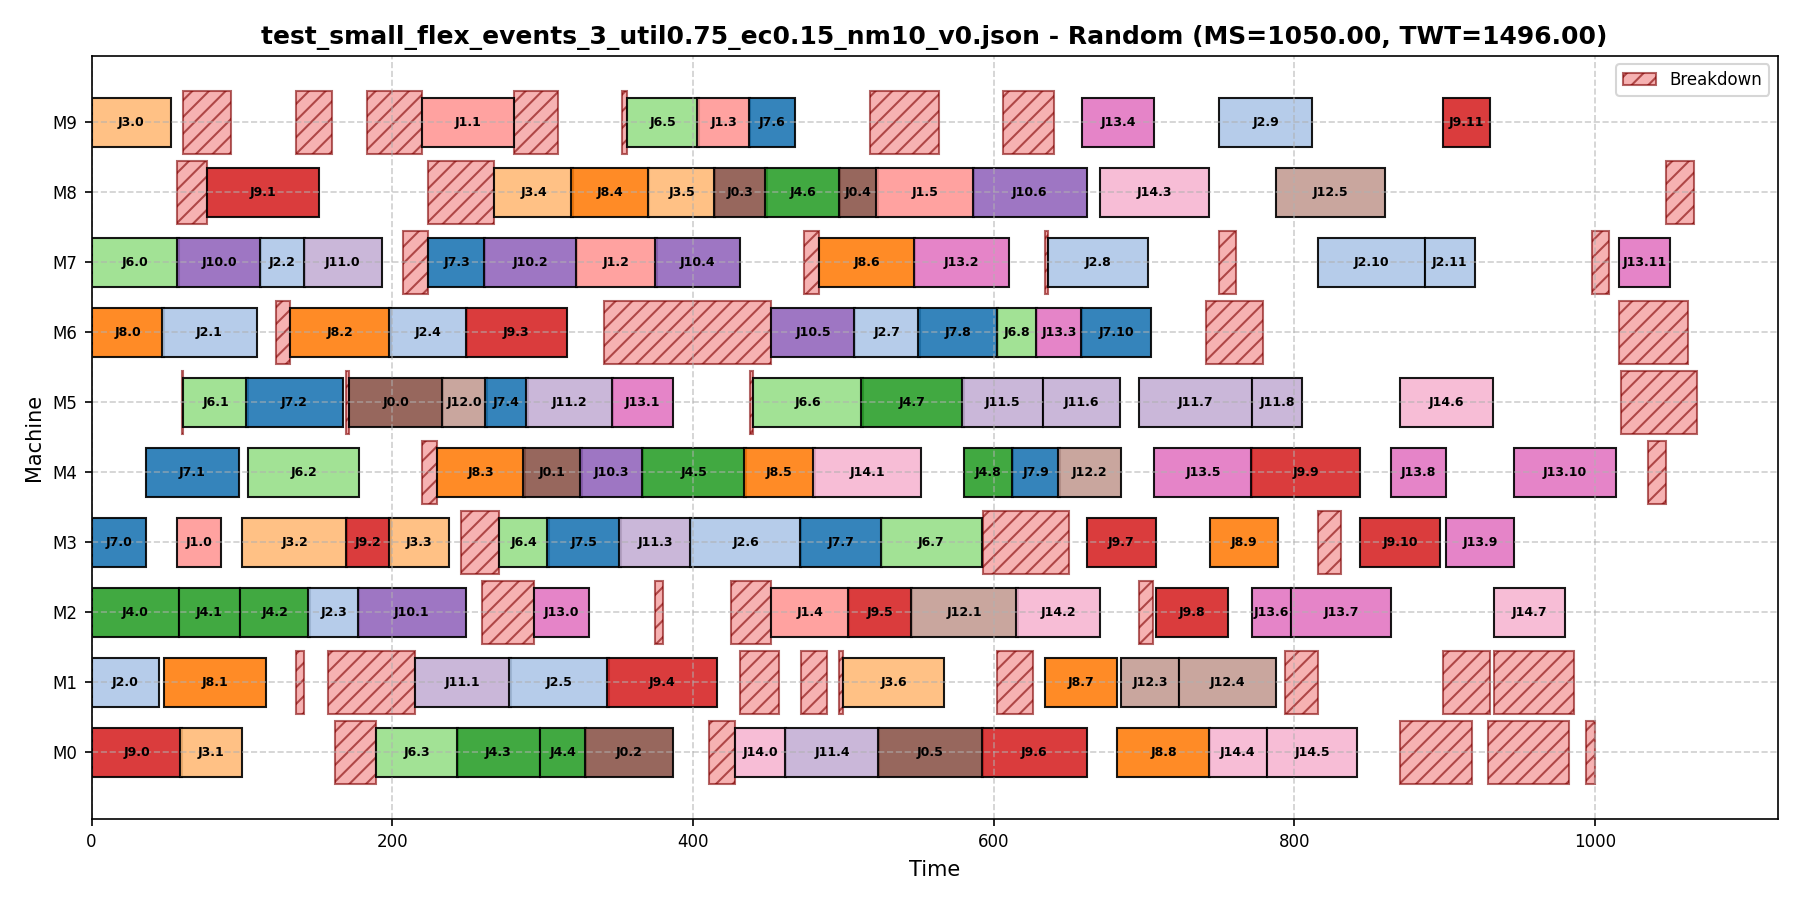 test_small_flex_events_3_util0.75_ec0.15_nm10_v0.json - Random (MS=1050.00, TWT=1496.00)
Breakdown
M9 J3.0 J1.1 J6.5 J1.3 J7.6 J13.4 J2.9 J9.11
M8 J9.1 J3.4 J8.4 J3.5 J0.3 J4.6 J0.4 J1.5 J10.6 J14.3 J12.5
M7 J6.0 J10.0 J2.2 J11.0 J7.3 J10.2 J1.2 J10.4 J8.6 J13.2 J2.8 J2.10 J2.11 J13.11
M6 J8.0 J2.1 J8.2 J2.4 J9.3 J10.5 J2.7 J7.8 J6.8 J13.3 J7.10
M5 J6.1 J7.2 J0.0 J12.0 J7.4 J11.2 J13.1 J6.6 J4.7 J11.5 J11.6 J11.7 J11.8 J14.6
M4 J7.1 J6.2 J8.3 J0.1 J10.3 J4.5 J8.5 J14.1 J4.8 J7.9 J12.2 J13.5 J9.9 J13.8 J13.10
M3 J7.0 J1.0 J3.2 J9.2 J3.3 J6.4 J7.5 J11.3 J2.6 J7.7 J6.7 J9.7 J8.9 J9.10 J13.9
M2 J4.0 J4.1 J4.2 J2.3 J10.1 J13.0 J1.4 J9.5 J12.1 J14.2 J9.8 J13.6 J13.7 J14.7
M1 J2.0 J8.1 J11.1 J2.5 J9.4 J3.6 J8.7 J12.3 J12.4
M0 J9.0 J3.1 J6.3 J4.3 J4.4 J0.2 J14.0 J11.4 J0.5 J9.6 J8.8 J14.4 J14.5
Machine
0 200 400 600 800 1000
Time